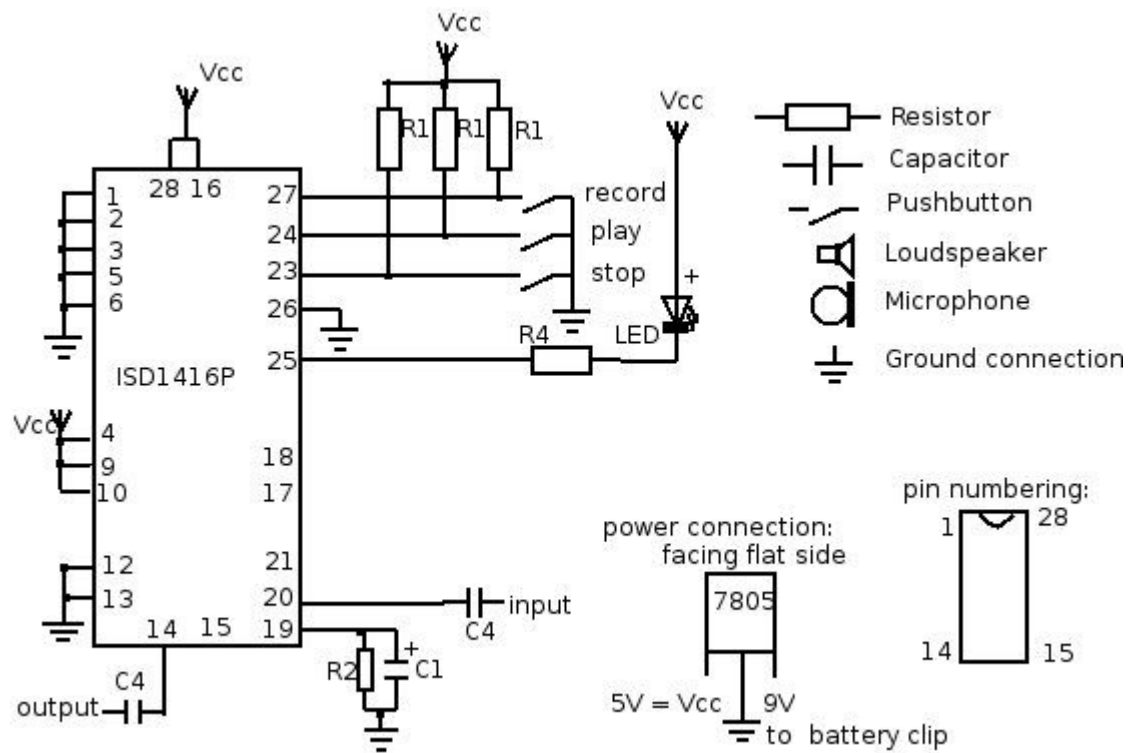 Vcc
Vcc
Vcc
R1 R1 R1
Resistor
Capacitor
Pushbutton
Loudspeaker
Microphone
Ground connection
28 16
1
2
3
5
6
27
24
23
26
25
record
play
stop
+
LED
R4
ISD1416P
Vcc
4
9
10
18
17
21
20
19
12
13
14 15
C4
input
R2
+
C1
C4
output
power connection:
facing flat side
7805
5V = Vcc 9V
to battery clip
pin numbering:
1 28
14 15